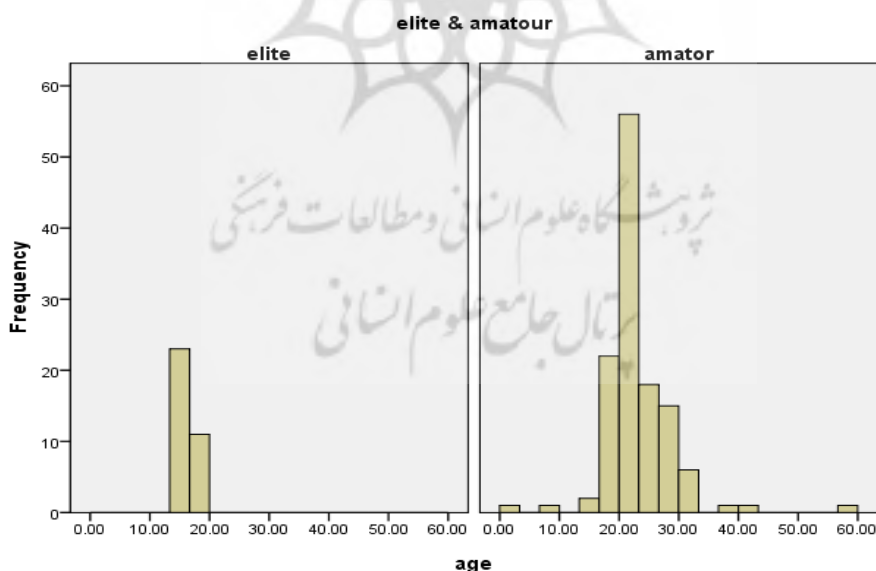 elite & amatour
elite
amator
60
50
40
30
20
10
0
Frequency
پژوهشگاه علوم انسانی و مطالعات فرهنگی
پرتال جامع علوم انسانی
0.00 10.00 20.00 30.00 40.00 50.00 60.00
0.00 10.00 20.00 30.00 40.00 50.00 60.00
age